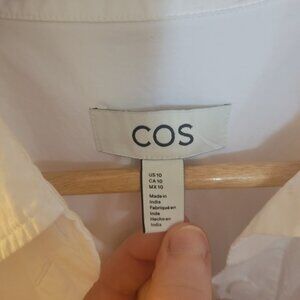 COS
US 10
CA 10
MX 10
Made in
India
Fabriqué en
Inde
Hecho en
India